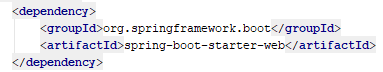 <dependency>
    <groupId>org.springframework.boot</groupId>
    <artifactId>spring-boot-starter-web</artifactId>
</dependency>